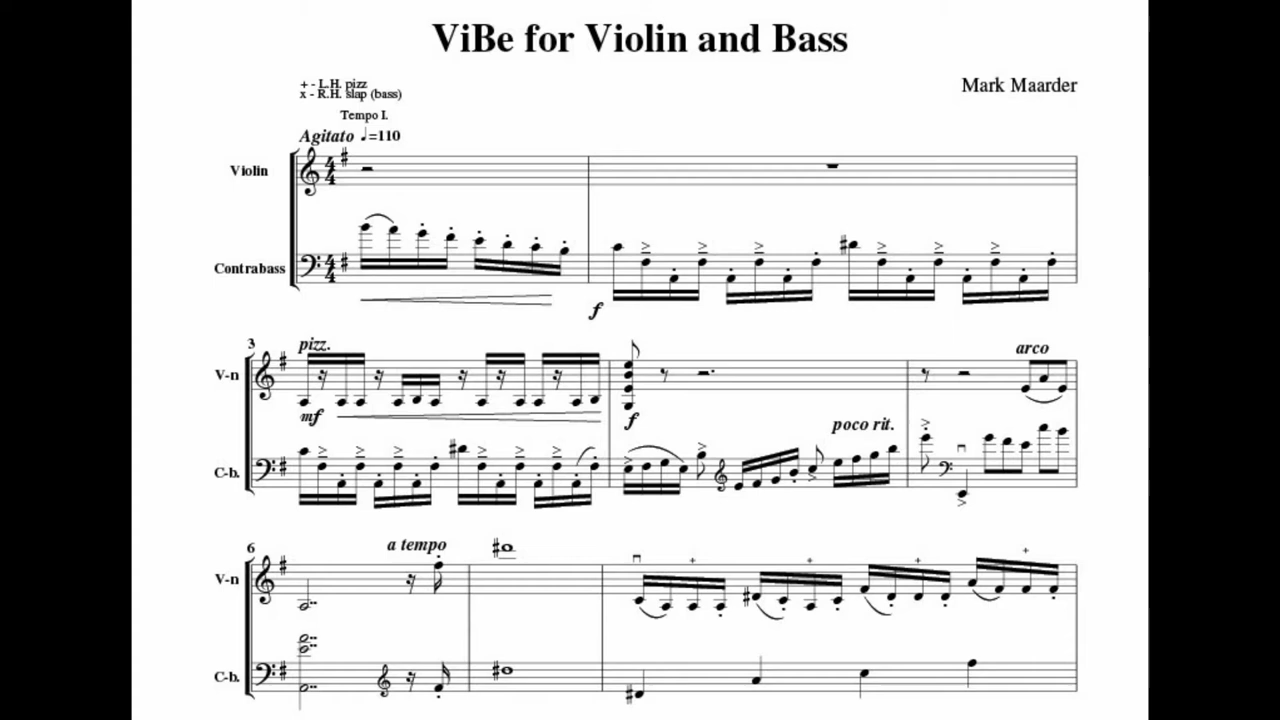 ViBe for Violin and Bass
Mark Maarder
+ - L.H. pizz
x - R.H. slap (bass)
Tempo I.
Agitato ♩=110
Violin
Contrabass
f
3
pizz.
arco
V-n
mf
f
poco rit.
C-b.
6
a tempo
V-n
C-b.